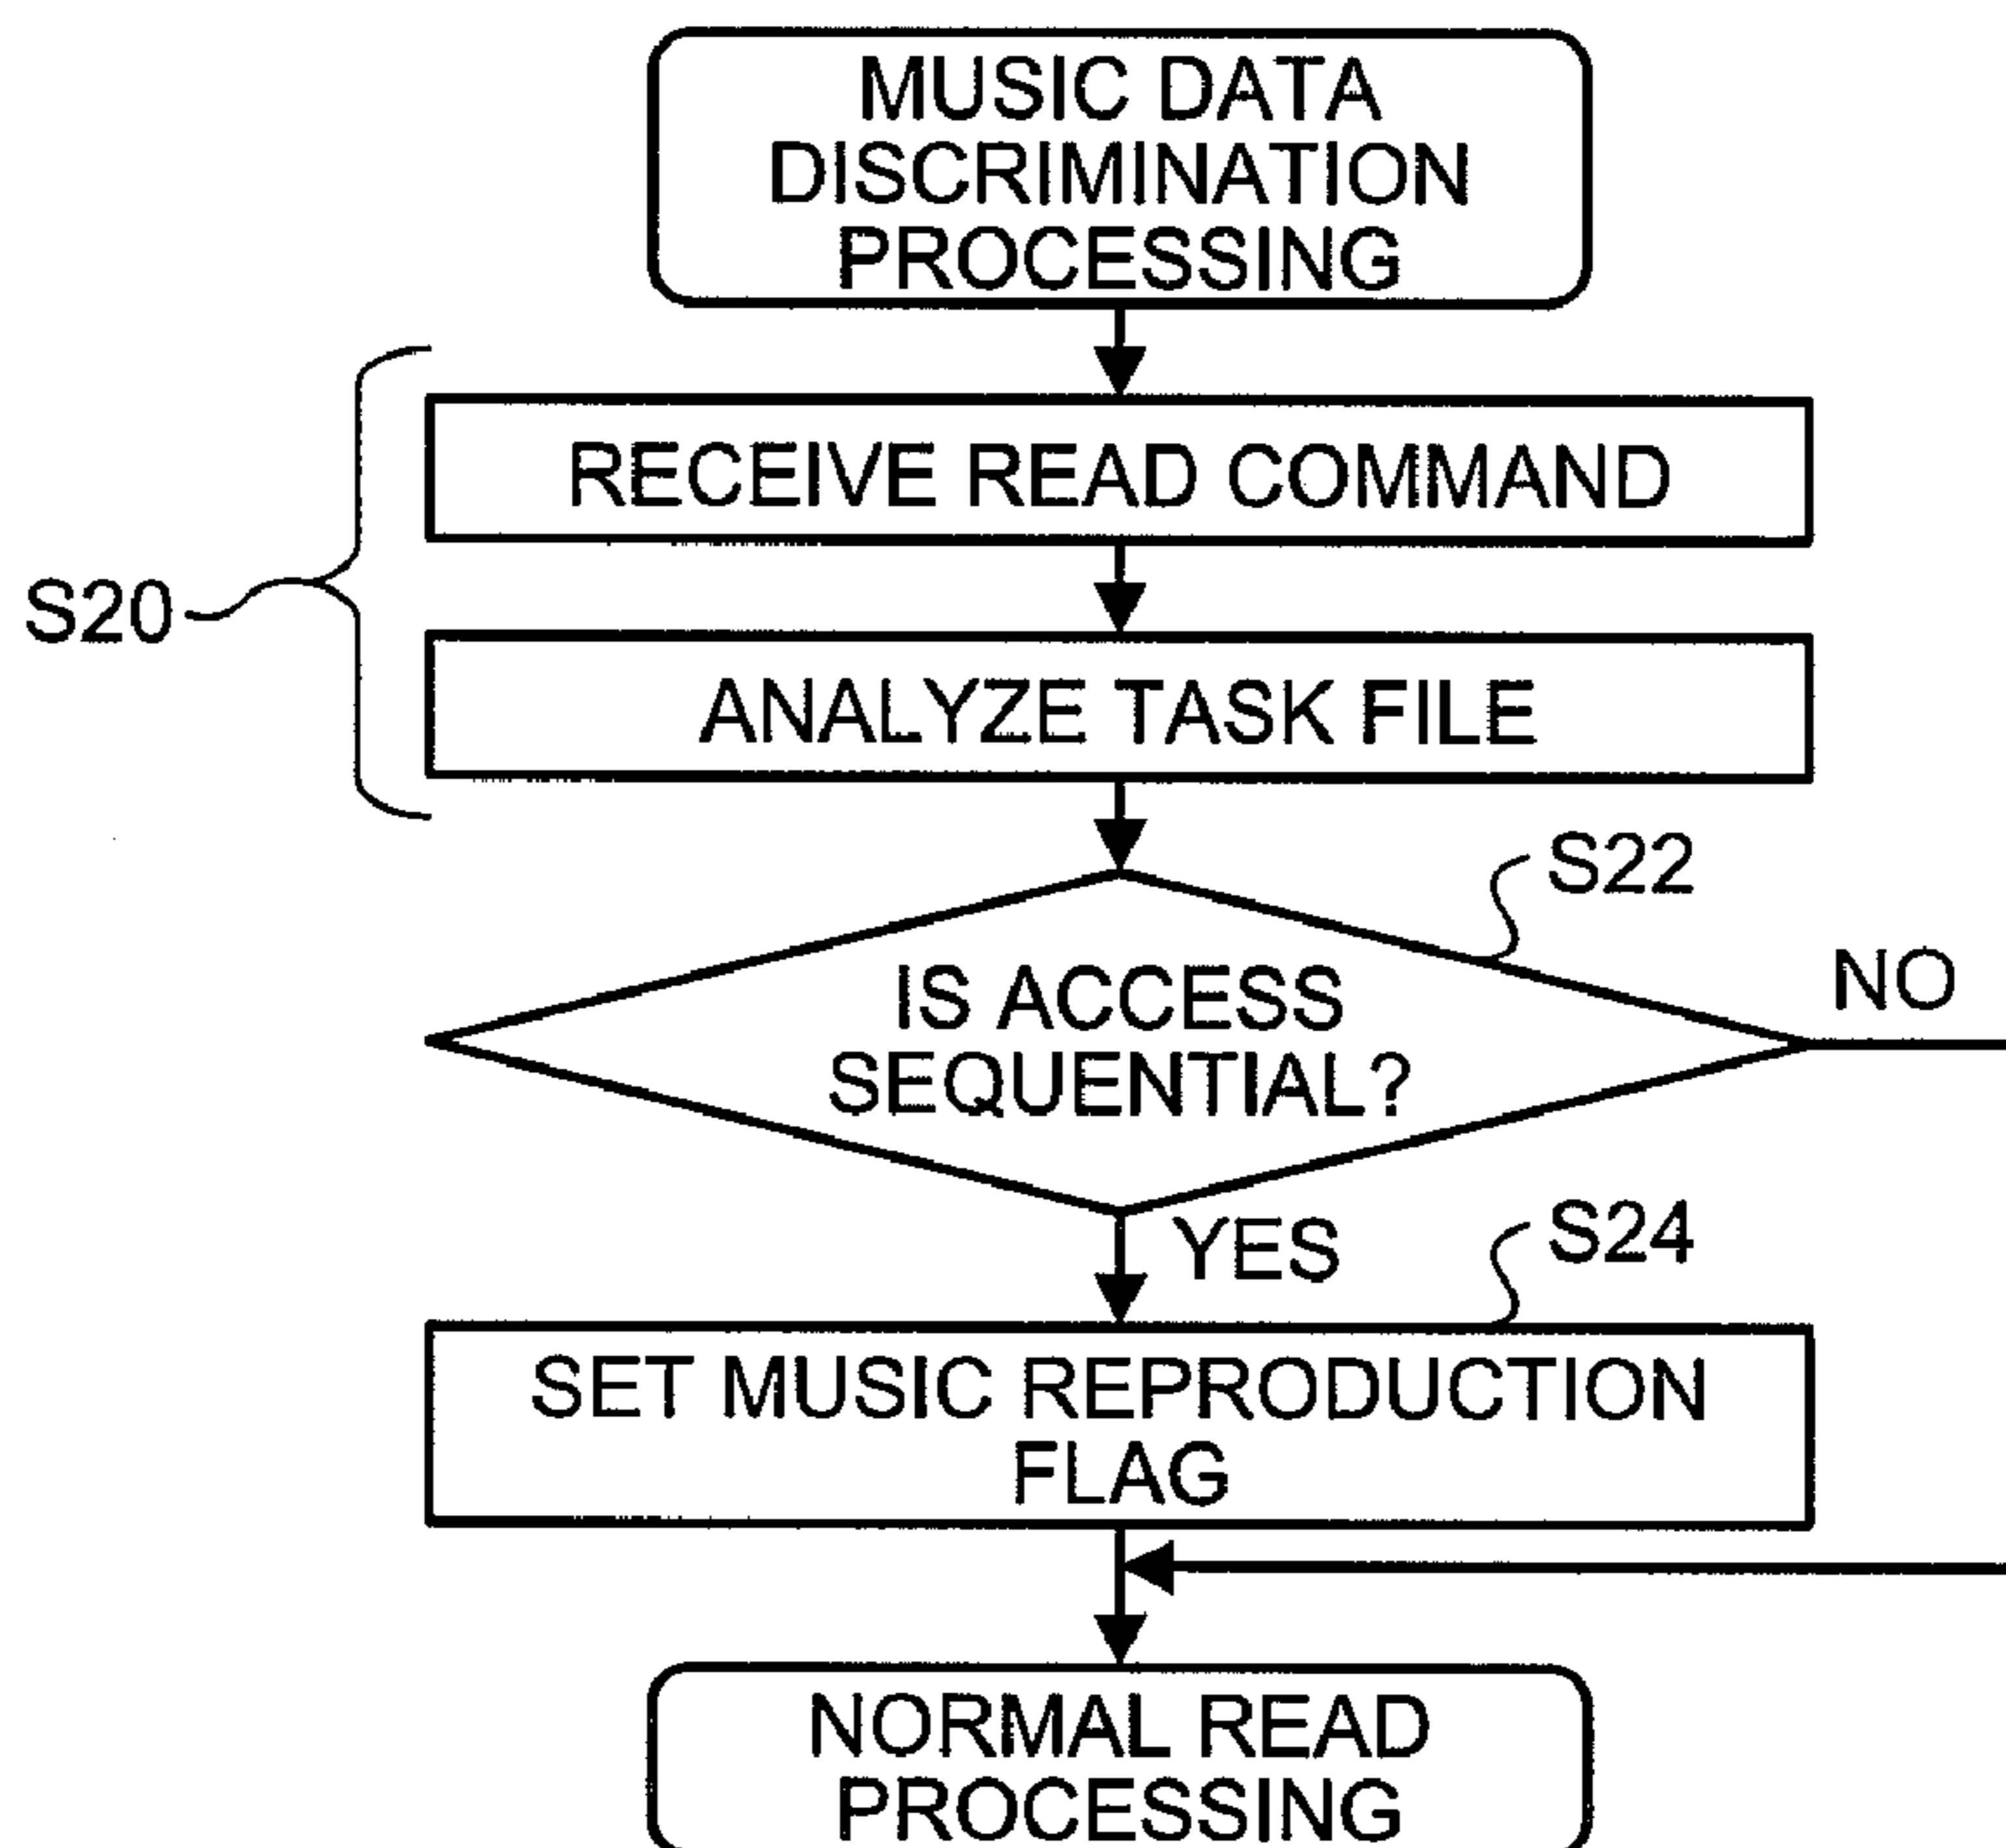 MUSIC DATA
DISCRIMINATION
PROCESSING
RECEIVE READ COMMAND
S20
ANALYZE TASK FILE
S22
NO
IS ACCESS
SEQUENTIAL?
YES
S24
SET MUSIC REPRODUCTION
FLAG
NORMAL READ
PROCESSING